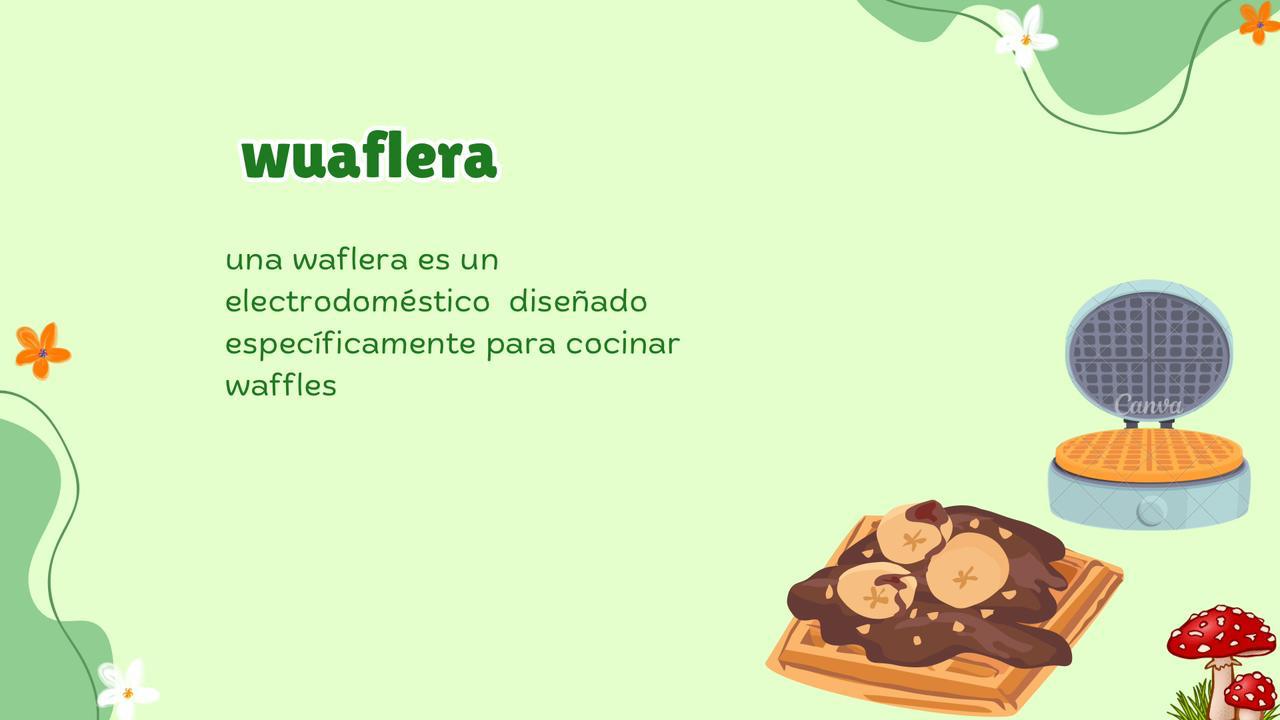 wuaflera
una waflera es un
electrodoméstico  diseñado
específicamente para cocinar
waffles
Canva